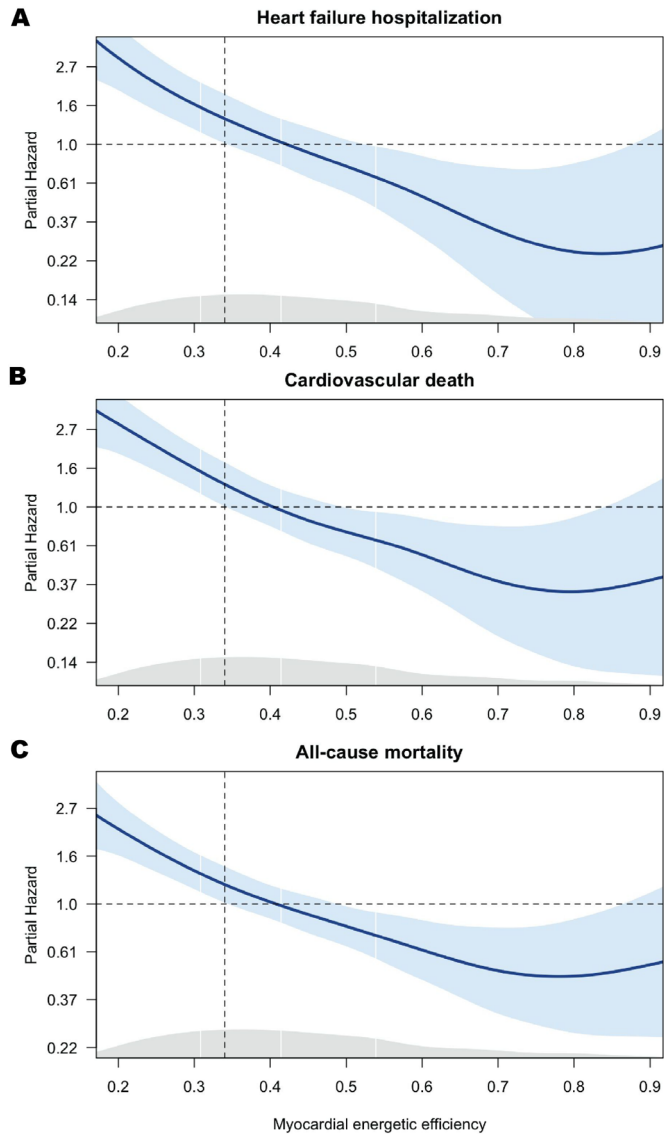 A
Heart failure hospitalization
Partial Hazard
2.7
1.6
1.0
0.61
0.37
0.22
0.14
0.2 0.3 0.4 0.5 0.6 0.7 0.8 0.9
B
Cardiovascular death
Partial Hazard
2.7
1.6
1.0
0.61
0.37
0.22
0.14
0.2 0.3 0.4 0.5 0.6 0.7 0.8 0.9
C
All-cause mortality
Partial Hazard
2.7
1.6
1.0
0.61
0.37
0.22
0.2 0.3 0.4 0.5 0.6 0.7 0.8 0.9
Myocardial energetic efficiency